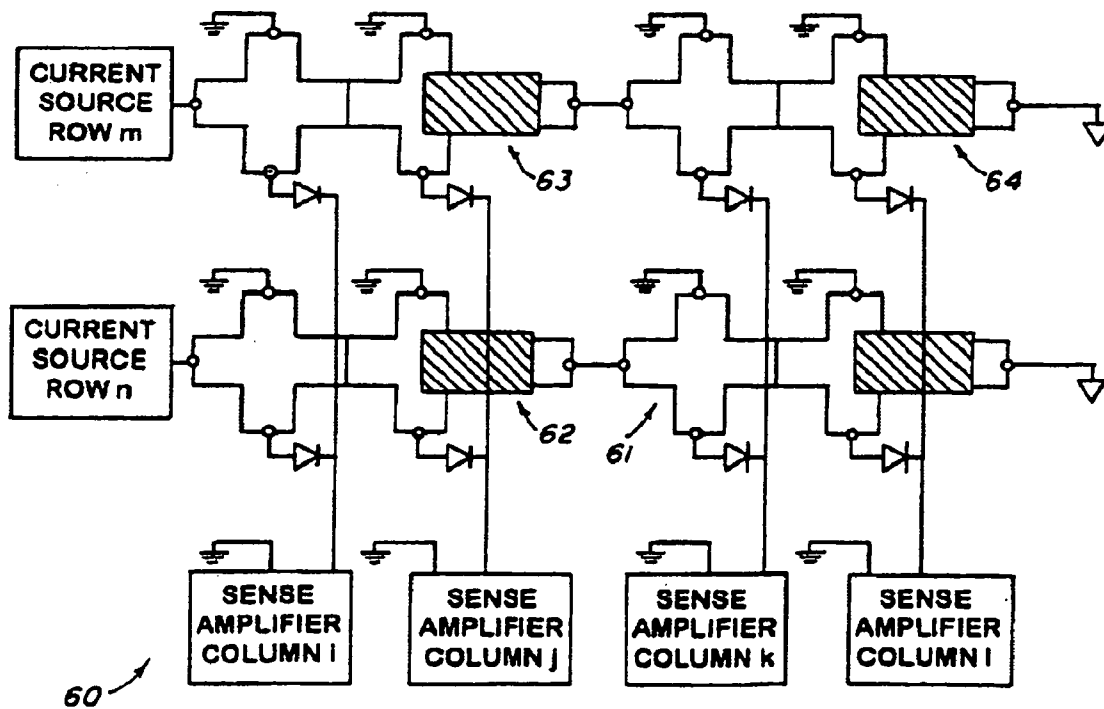 CURRENT
SOURCE
ROW m
63
64
CURRENT
SOURCE
ROW n
62
61
SENSE
AMPLIFIER
COLUMN i
SENSE
AMPLIFIER
COLUMN j
SENSE
AMPLIFIER
COLUMN k
SENSE
AMPLIFIER
COLUMN l
60